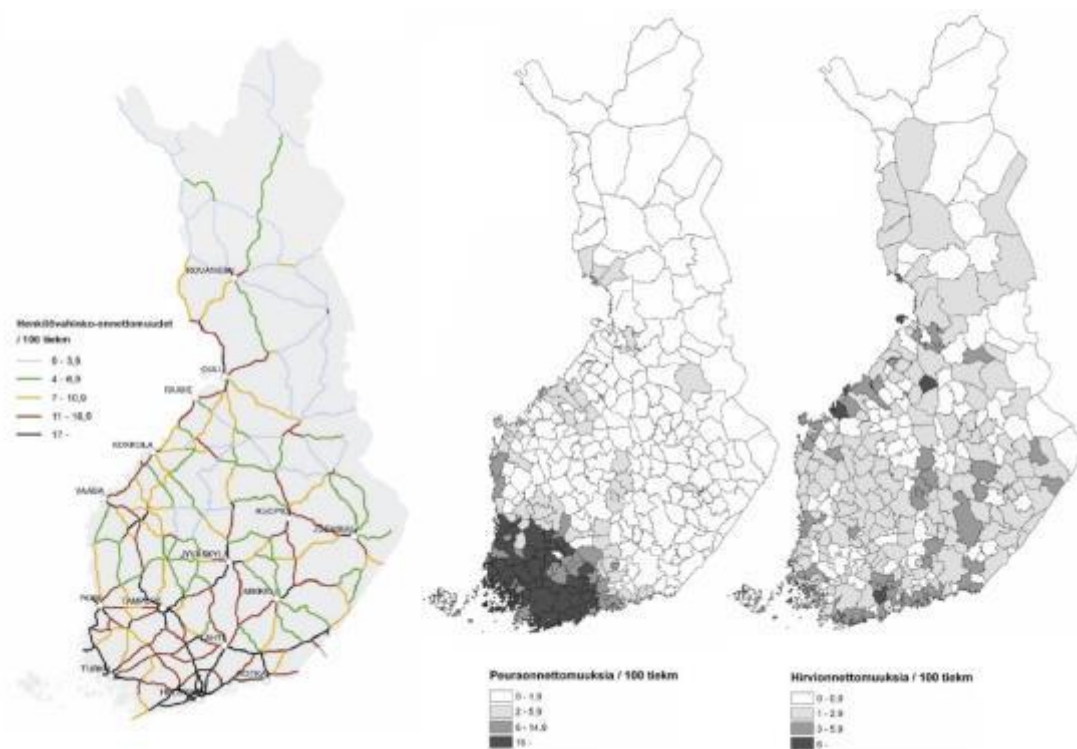 Henkilövahinko-onnettomuudet
/ 100 tiekm
0 - 3,9
4 - 6,9
7 - 10,9
11 - 16,9
17 -
ROVANIEMI
OULU
RAAHE
KOKKOLA
VAASA
KUOPIO
JOENSUU
JYVÄSKYLÄ
MIKKELI
PORI
TAMPERE
LAHTI
TURKU
KOTKA
Peuraonnettomuuksia / 100 tiekm
0 - 1,9
2 - 5,9
6 - 14,9
15 -
Hirvionnettomuuksia / 100 tiekm
0 - 0,9
1 - 2,9
3 - 5,9
6 -